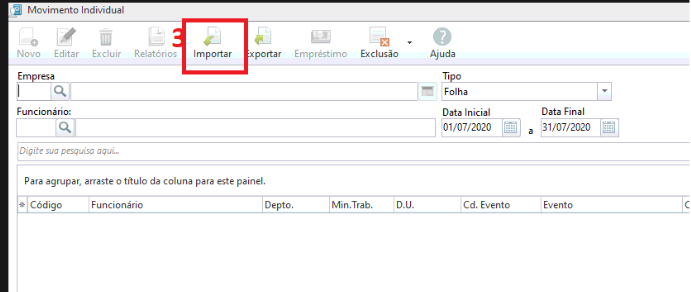 Movimento Individual
3
Novo Editar Excluir Relatórios Importar Exportar Empréstimo Exclusão Ajuda
Empresa Tipo
Folha
Funcionário: Data Inicial Data Final
01/07/2020 a 31/07/2020
Digite sua pesquisa aqui...
Para agrupar, arraste o título da coluna para este painel.
* Código Funcionário Depto. Min.Trab. D.U. Cd. Evento Evento C